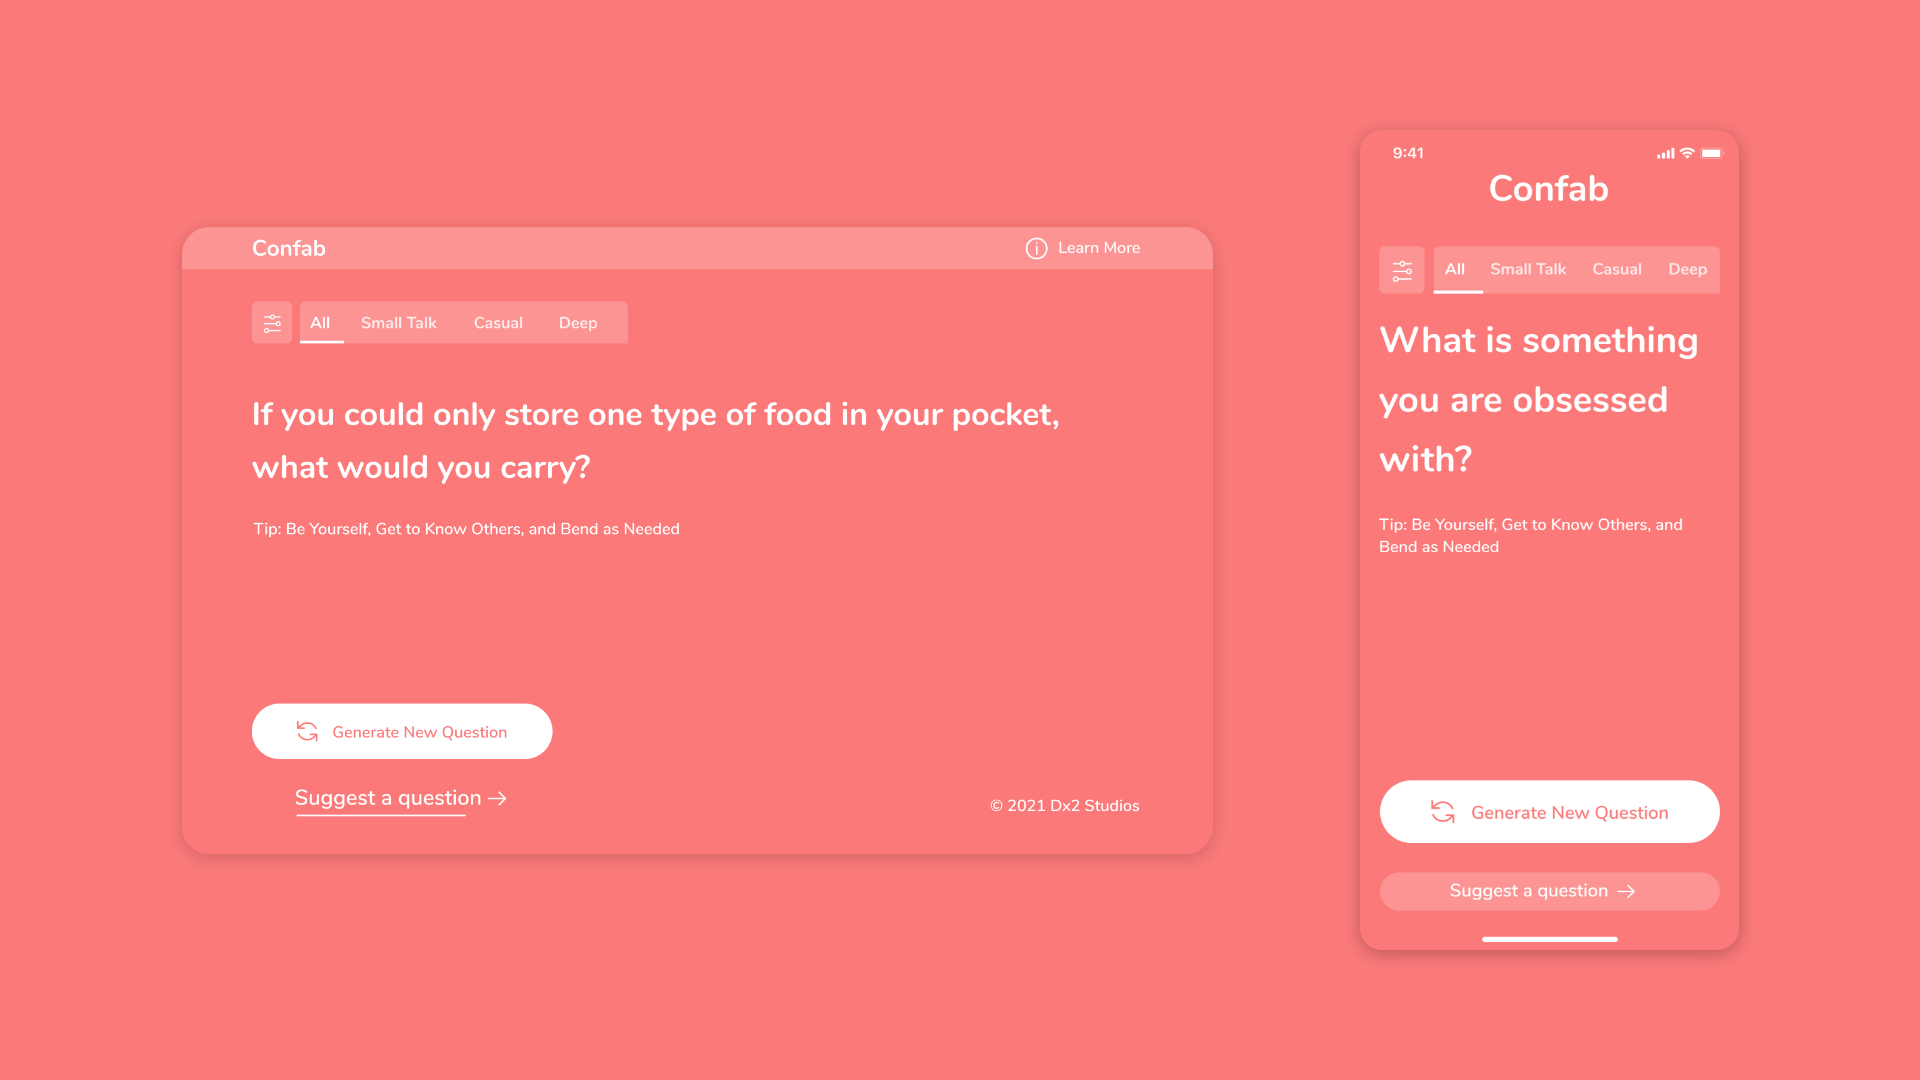 Confab
Learn More
All Small Talk Casual Deep
If you could only store one type of food in your pocket,
what would you carry?
Tip: Be Yourself, Get to Know Others, and Bend as Needed
Generate New Question
Suggest a question
© 2021 Dx2 Studios
9:41
Confab
All Small Talk Casual Deep
What is something
you are obsessed
with?
Tip: Be Yourself, Get to Know Others, and
Bend as Needed
Generate New Question
Suggest a question